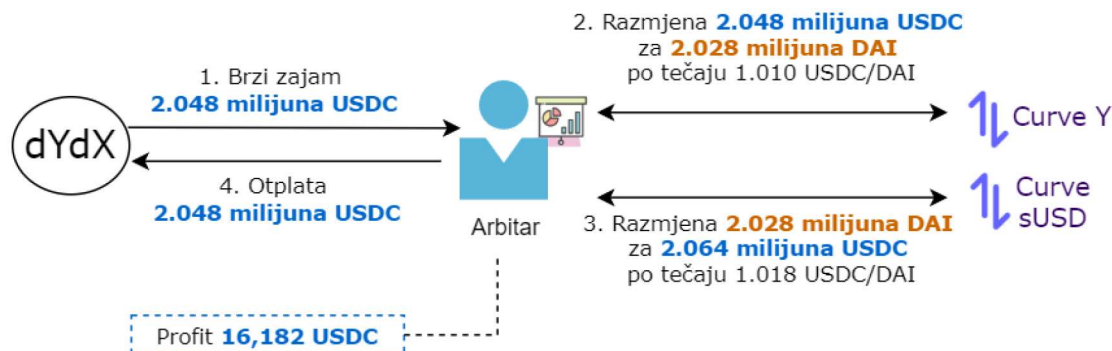 1. Brzi zajam
2.048 milijuna USDC
dYdX
4. Otplata
2.048 milijuna USDC
Arbitar
2. Razmjena 2.048 milijuna USDC
za 2.028 milijuna DAI
po tečaju 1.010 USDC/DAI
Curve Y
Curve
sUSD
3. Razmjena 2.028 milijuna DAI
za 2.064 milijuna USDC
po tečaju 1.018 USDC/DAI
Profit 16,182 USDC